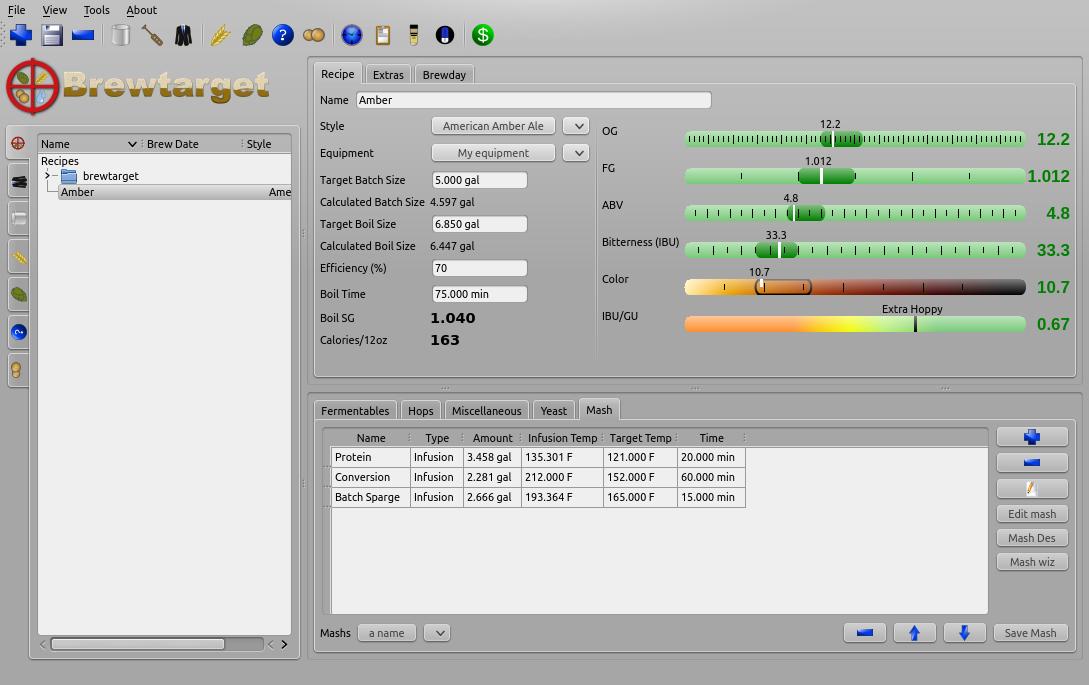 File View Tools About
Brewtarget
Name Brew Date Style
Recipes
brewtarget
Amber Ame
Recipe Extras Brewday
Name Amber
Style American Amber Ale
Equipment My equipment
Target Batch Size 5.000 gal
Calculated Batch Size 4.597 gal
Target Boil Size 6.850 gal
Calculated Boil Size 6.447 gal
Efficiency (%) 70
Boil Time 75.000 min
Boil SG 1.040
Calories/12oz 163
12.2
OG 12.2
1.012
FG 1.012
4.8
ABV 4.8
33.3
Bitterness (IBU) 33.3
10.7
Color 10.7
Extra Hoppy
IBU/GU 0.67
Fermentables Hops Miscellaneous Yeast Mash
Name Type Amount Infusion Temp Target Temp Time
Protein Infusion 3.458 gal 135.301 F 121.000 F 20.000 min
Conversion Infusion 2.281 gal 212.000 F 152.000 F 60.000 min
Batch Sparge Infusion 2.666 gal 193.364 F 165.000 F 15.000 min
Edit mash
Mash Des
Mash wiz
Mashs a name Save Mash